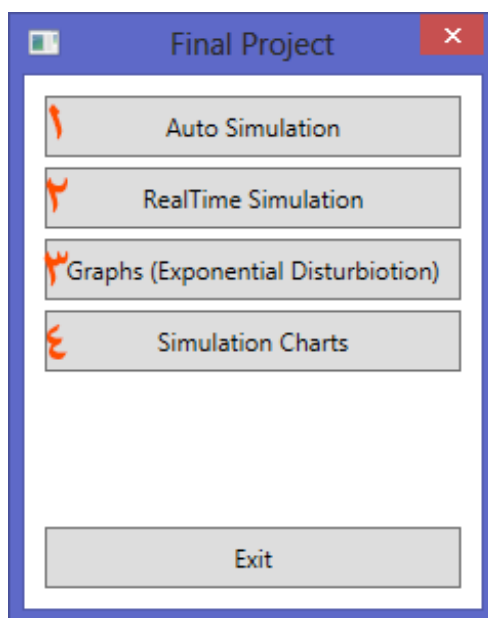 Final Project
١ Auto Simulation
٢ RealTime Simulation
٣ Graphs (Exponential Disturbiotion)
٤ Simulation Charts
Exit